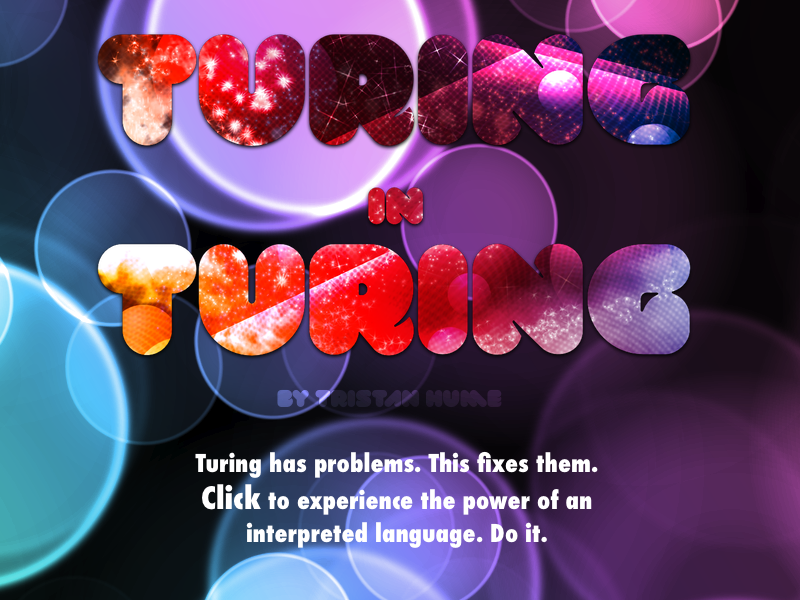 TURING
IN
TURING
BY TRISTAN HUME
Turing has problems. This fixes them.
Click to experience the power of an
interpreted language. Do it.